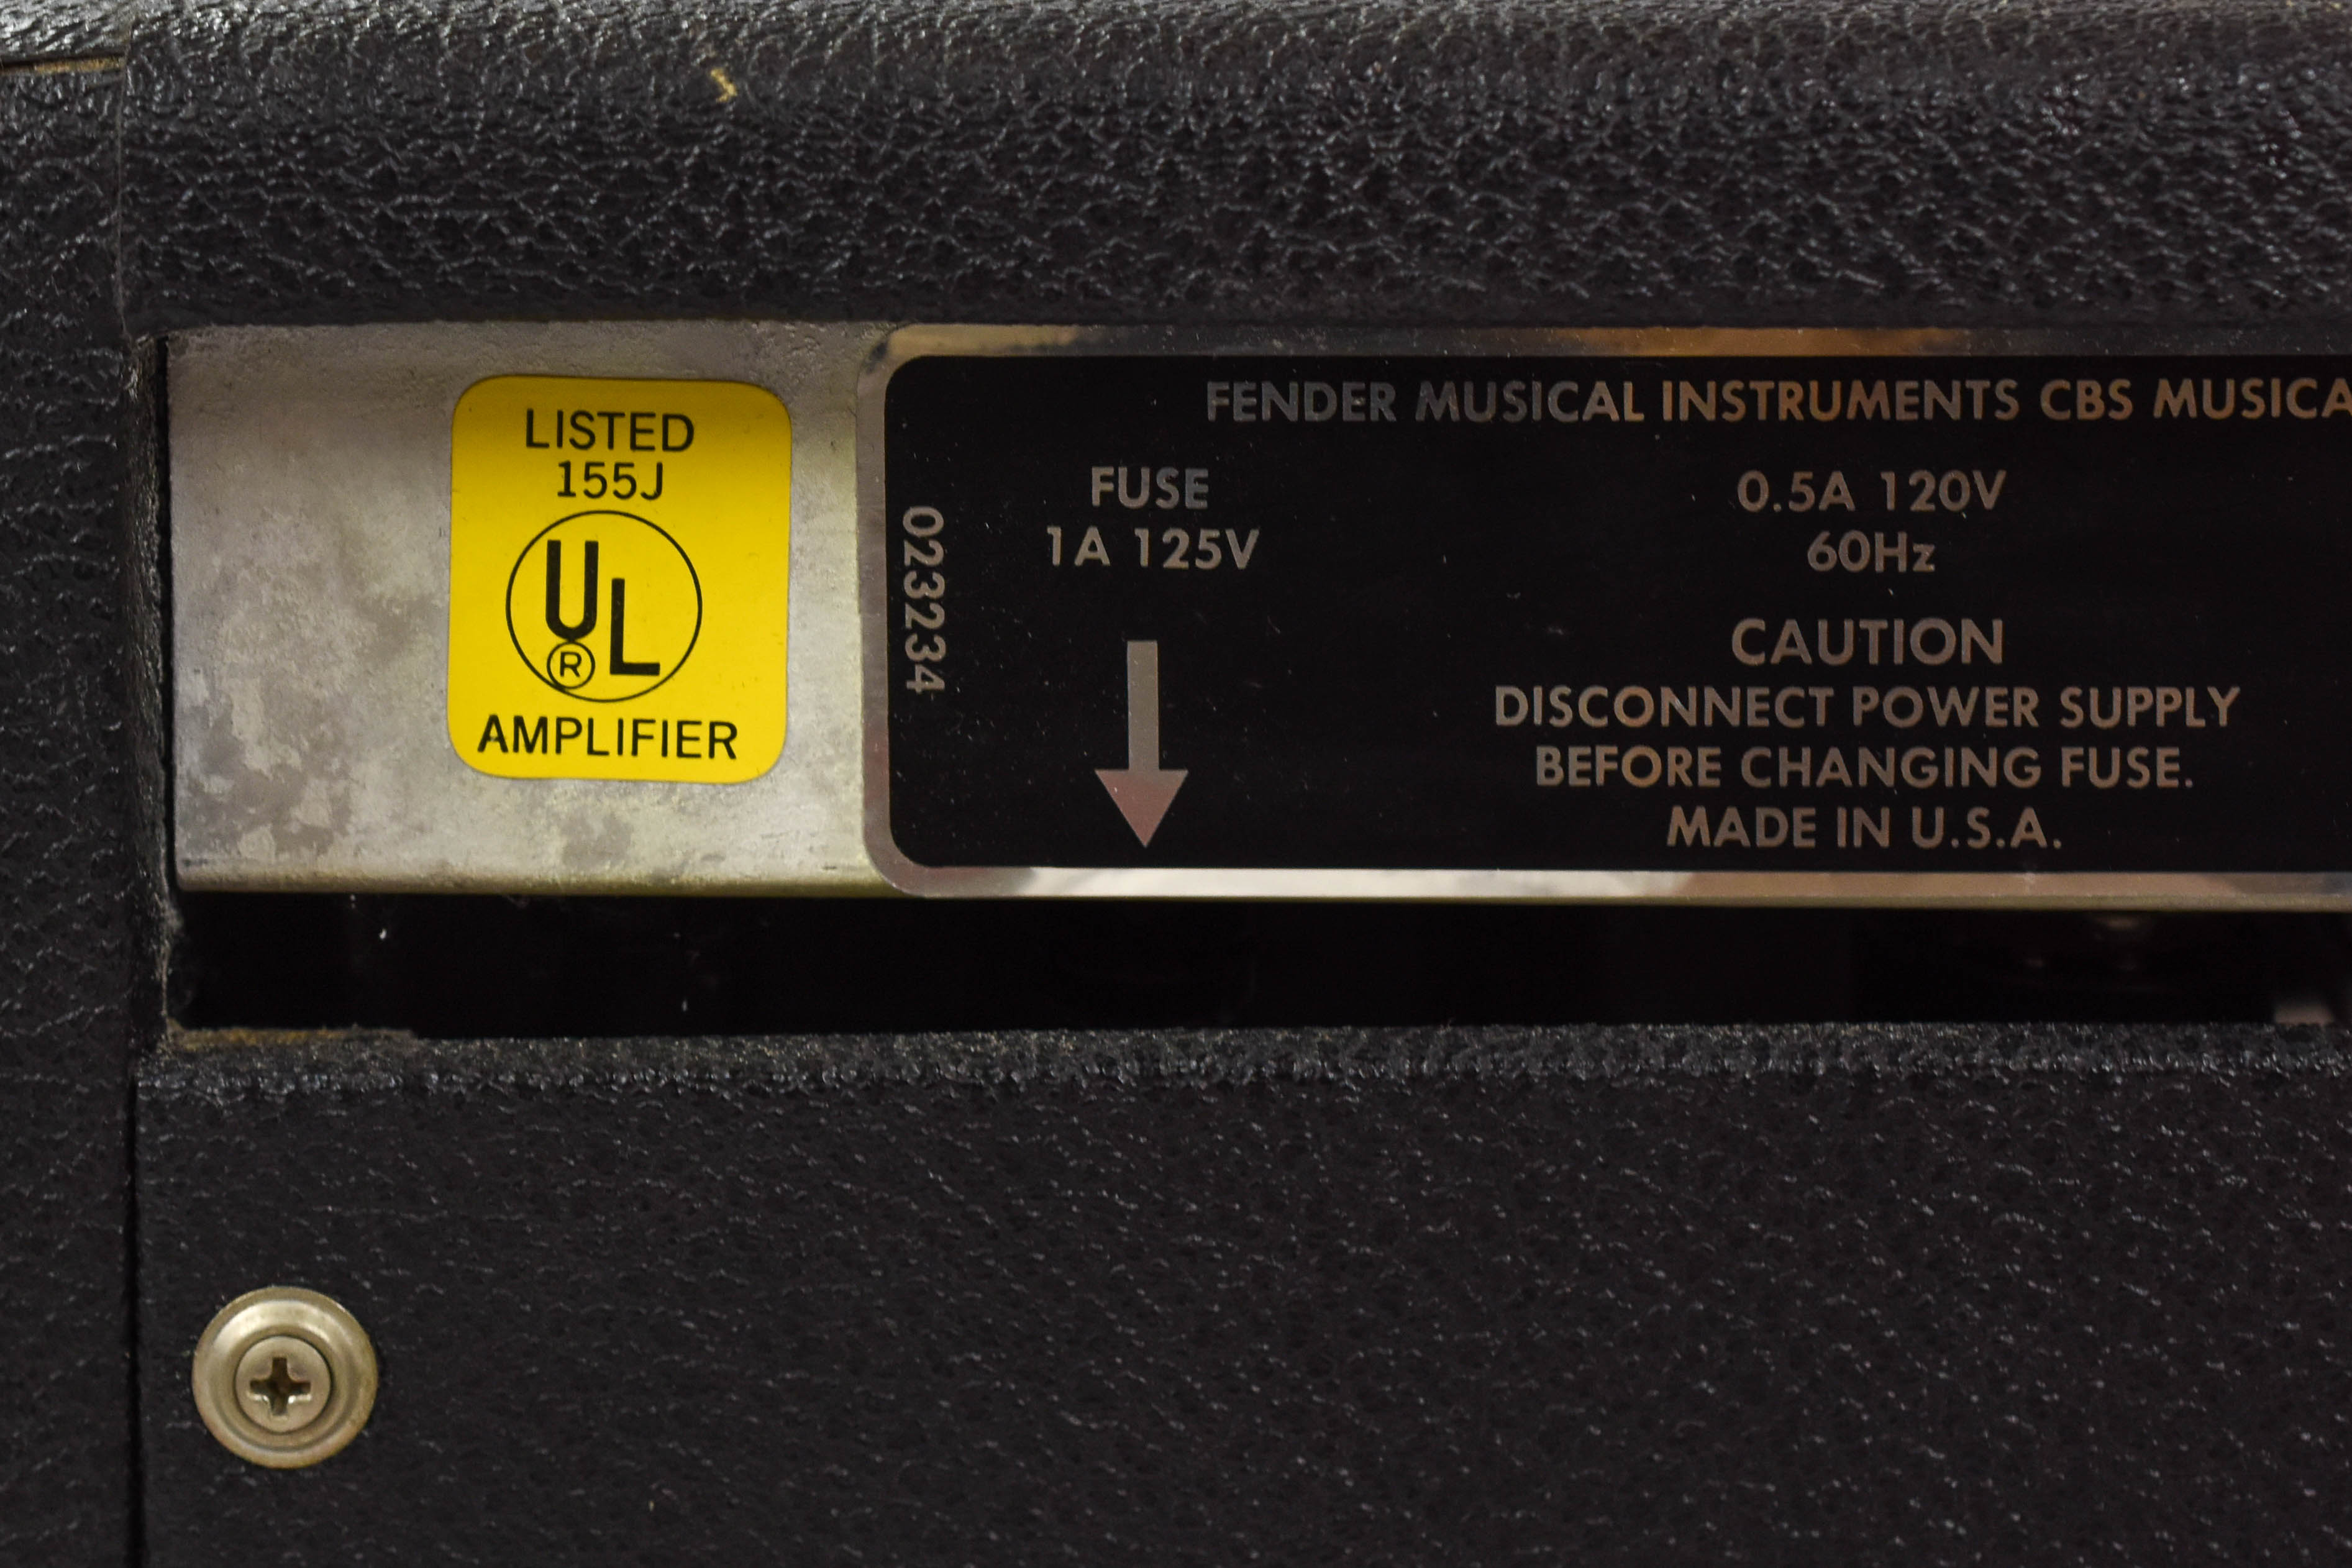 LISTED
155J
UL
®
AMPLIFIER
023234
FENDER MUSICAL INSTRUMENTS CBS MUSICA
FUSE
1A 125V
0.5A 120V
60Hz
CAUTION
DISCONNECT POWER SUPPLY
BEFORE CHANGING FUSE.
MADE IN U.S.A.